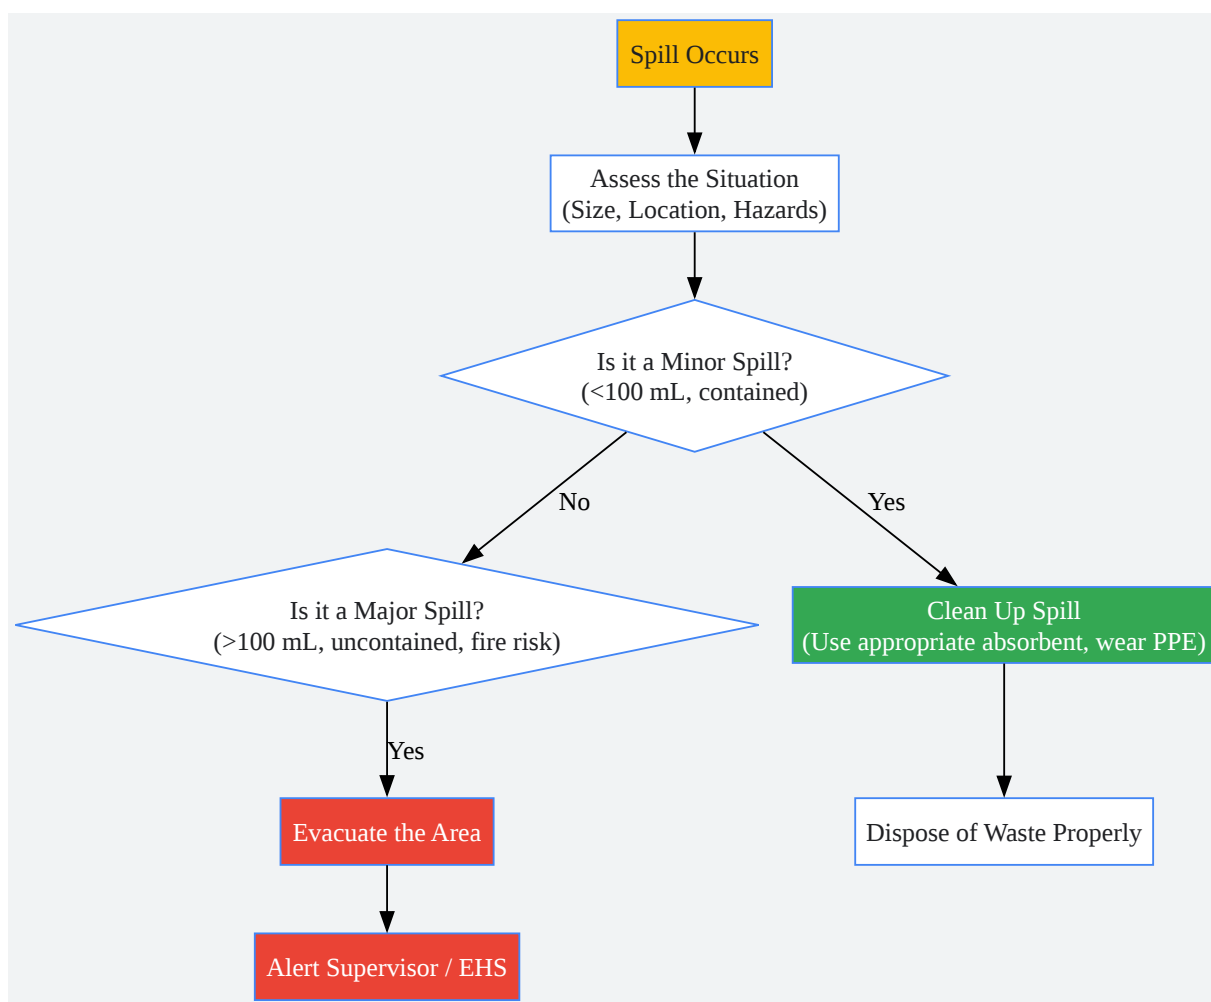 Spill Occurs
Assess the Situation
(Size, Location, Hazards)
Is it a Minor Spill?
(<100 mL, contained)
No
Yes
Is it a Major Spill?
(>100 mL, uncontained, fire risk)
Clean Up Spill
(Use appropriate absorbent, wear PPE)
Yes
Evacuate the Area
Dispose of Waste Properly
Alert Supervisor / EHS